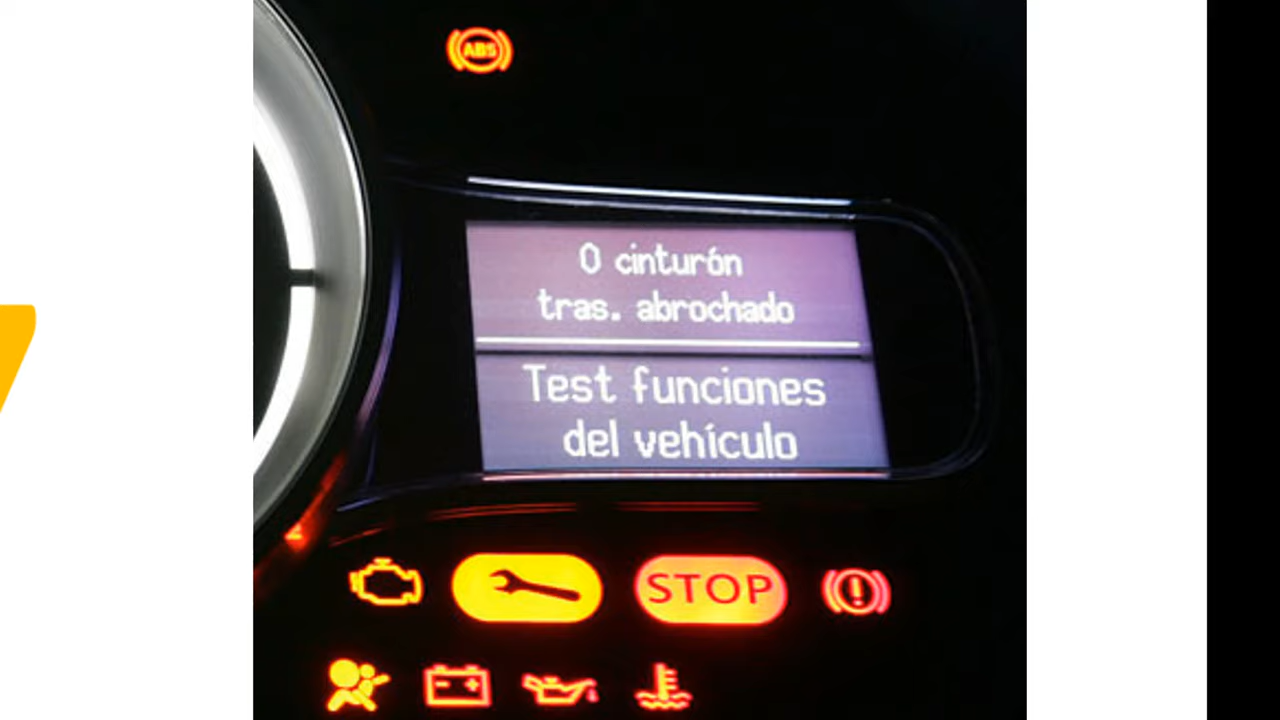 ABS
0 cinturón
tras. abrochado
Test funciones
del vehículo
STOP